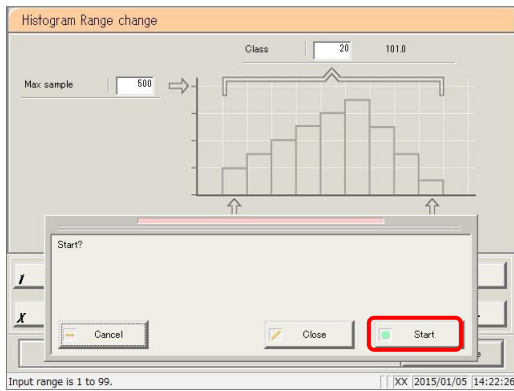 Histogram Range change
Class 20 101.0
Max sample 500
Start?
1
X
Cancel Close Start
e
Input range is 1 to 99. XX 2015/01/05 14:22:26